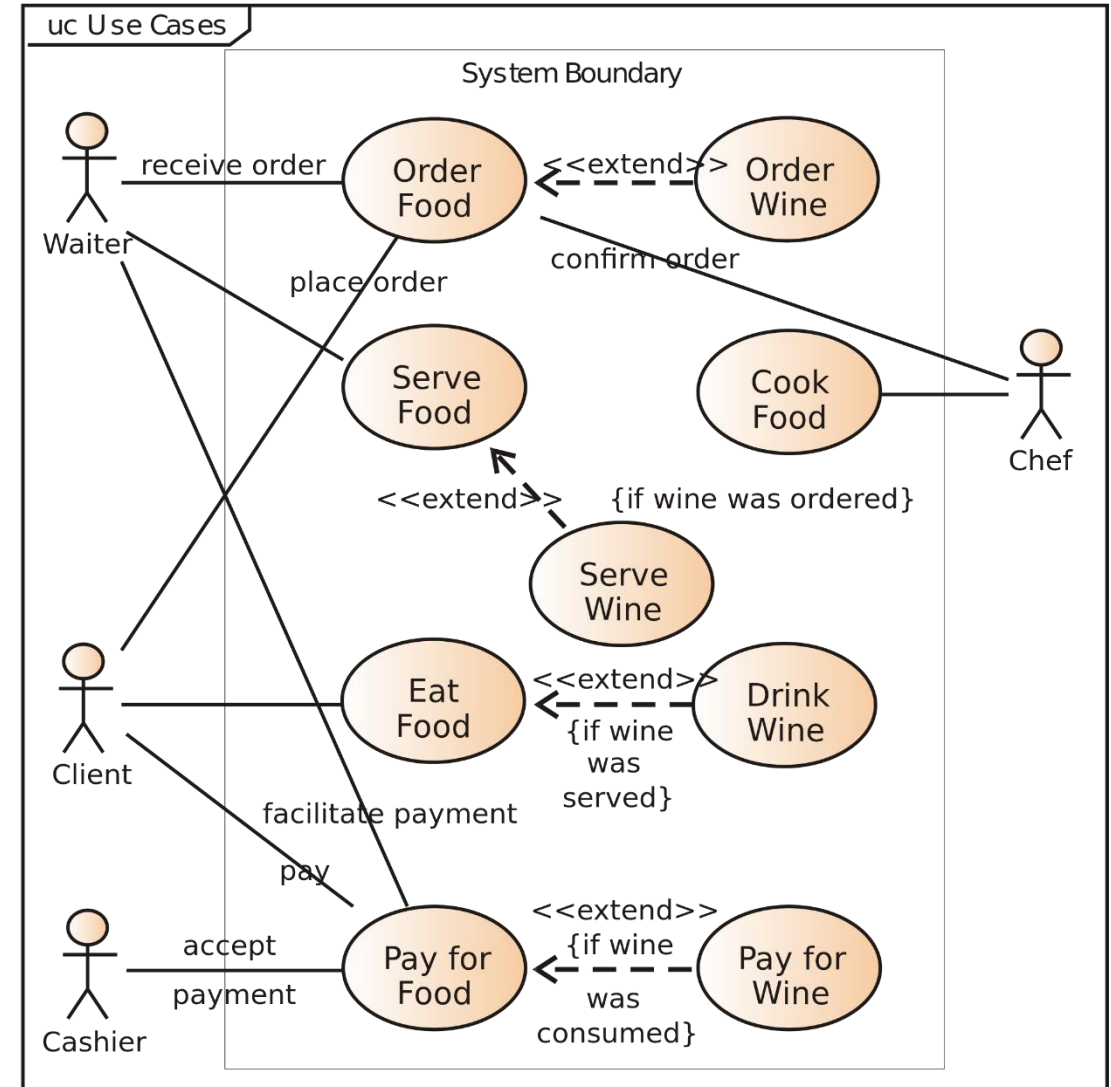 uc Use Cases
System Boundary
receive order
Order
Food
<<extend>>
Order
Wine
Waiter
place order
confirm order
Serve
Food
Cook
Food
Chef
<<extend>>
{if wine was ordered}
Serve
Wine
Eat
Food
<<extend>>
{if wine
was
served}
Drink
Wine
Client
facilitate payment
pay
accept
payment
Cashier
Pay for
Food
<<extend>>
{if wine
was
consumed}
Pay for
Wine